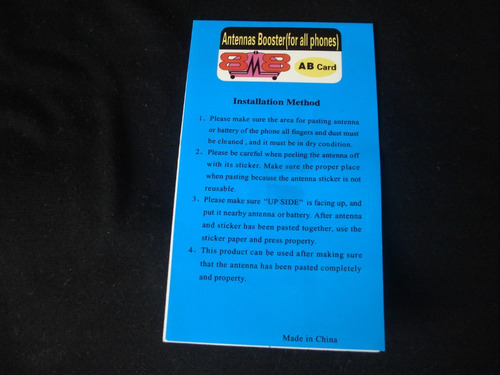 Antennas Booster(for all phones)
8M8
AB Card
Installation Method
1、Please make sure the area for pasting antenna
or battery of the phone all fingers and dust must
be cleaned , and it must be in dry condition.
2、Please be careful when peeling the antenna off
with its sticker. Make sure the proper place
when pasting because the antenna sticker is not
reusable.
3、Please make sure "UP SIDE" is facing up, and
put it nearby antenna or battery. After antenna
and sticker has been pasted together, use the
sticker paper and press property.
4、This product can be used after making sure
that the antenna has been pasted completely
and property.
Made in China